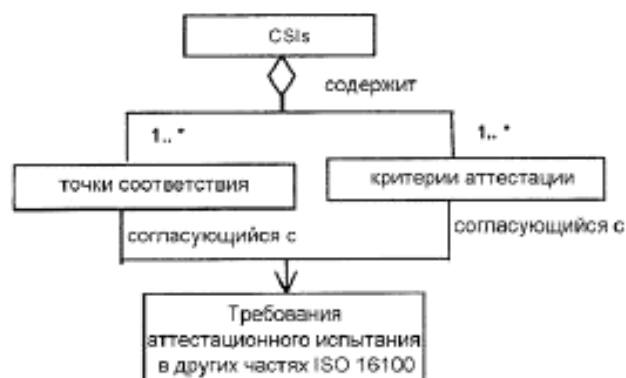 CSIs
содержит
1.. *
1.. *
точки соответствия
критерии аттестации
согласующийся с
согласующийся с
Требования
аттестационного испытания
в других частях ISO 16100